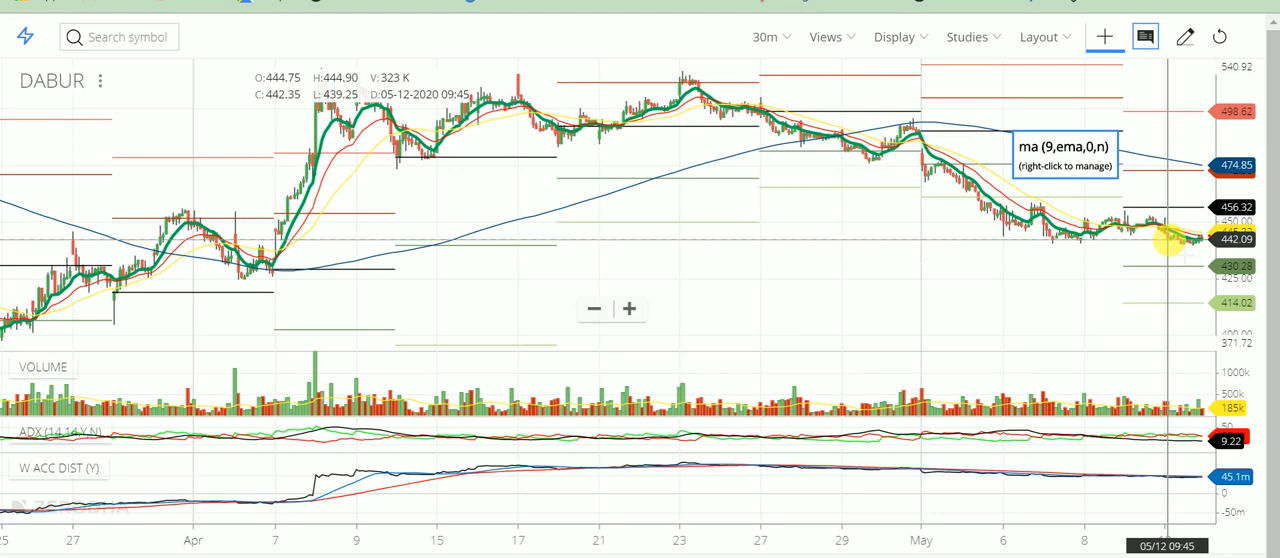 Search symbol
30m Views Display Studies Layout
DABUR
O:444.75 H:444.90 V:323 K
C: 442.35 L: 439.25 D:05-12-2020 09:45
540.92
498.62
ma (9,ema,0,n)
(right-click to manage)
474.85
456.32
450.00
442.09
430.28
425.00
414.02
400.00
371.72
VOLUME
1000k
500k
185k
ADX (14,14,Y,N)
50
9.22
W ACC DIST (Y)
45.1m
0
-50m
25 27 Apr 7 9 15 17 21 23 27 29 May 6 8
05/12 09:45